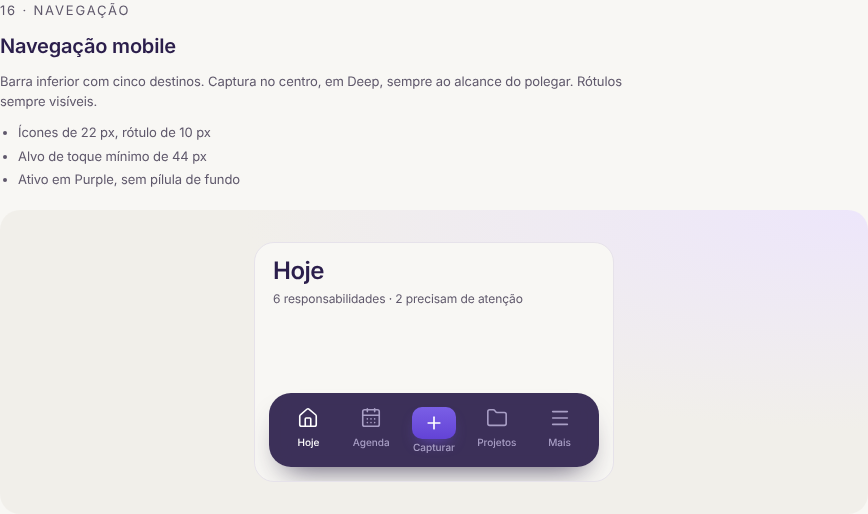 16 · NAVEGAÇÃO
Navegação mobile
Barra inferior com cinco destinos. Captura no centro, em Deep, sempre ao alcance do polegar. Rótulos
sempre visíveis.
• Ícones de 22 px, rótulo de 10 px
• Alvo de toque mínimo de 44 px
• Ativo em Purple, sem pílula de fundo
Hoje
6 responsabilidades · 2 precisam de atenção
Hoje Agenda Capturar Projetos Mais